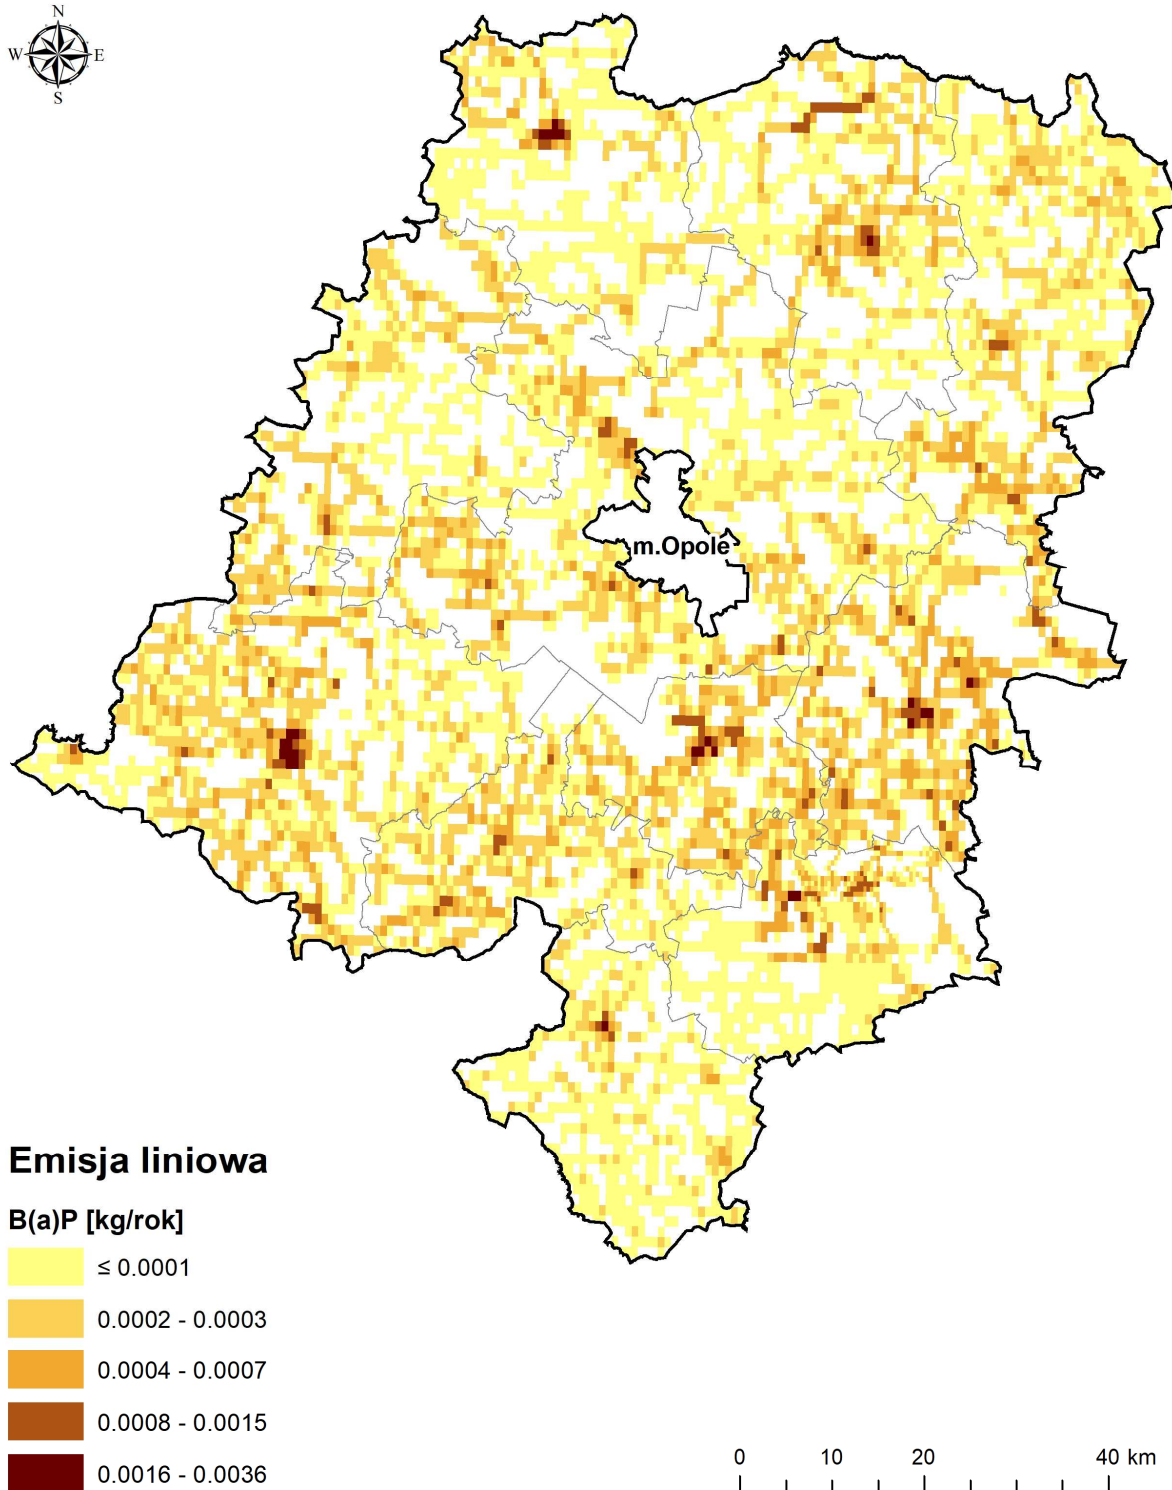 N
W E
S
m.Opole
Emisja liniowa
B(a)P [kg/rok]
≤ 0.0001
0.0002 - 0.0003
0.0004 - 0.0007
0.0008 - 0.0015
0.0016 - 0.0036
0 10 20 40 km